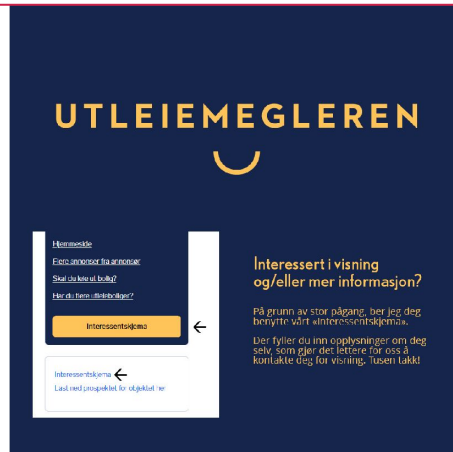 UTLEIEMEGLEREN
Hjemmeside
Flere annonser fra annonsør
Skal du leie ut bolig?
Har du flere utleieboliger?
Interessentskjema
Interessentskjema
Last ned prospektet for objektet her
Interessert i visning
og/eller mer informasjon?
På grunn av stor pågang, ber jeg deg
benytte vårt «Interessentskjema».
Der fyller du inn opplysninger om deg
selv, som gjør det lettere for oss å
kontakte deg for visning. Tusen takk!